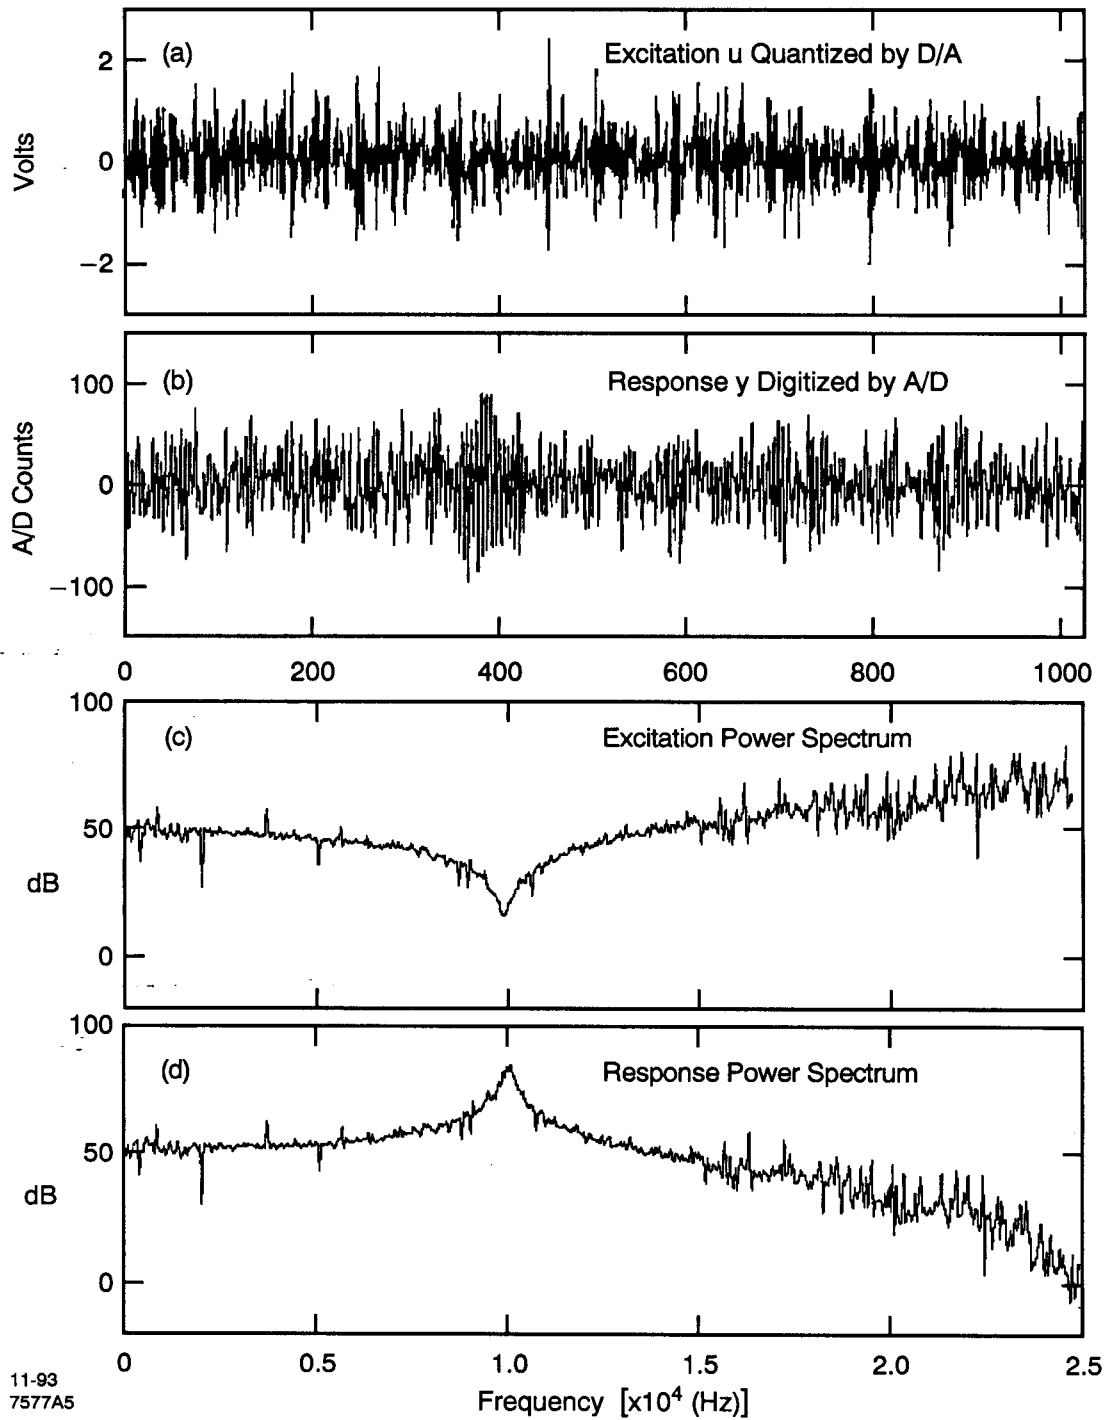 (a)
Excitation u Quantized by D/A
2
0
−2
Volts
(b)
Response y Digitized by A/D
100
0
−100
A/D Counts
0 200 400 600 800 1000
(c)
Excitation Power Spectrum
100
50
0
dB
(d)
Response Power Spectrum
100
50
0
dB
0 0.5 1.0 1.5 2.0 2.5
Frequency [x10⁴ (Hz)]
11-93
7577A5